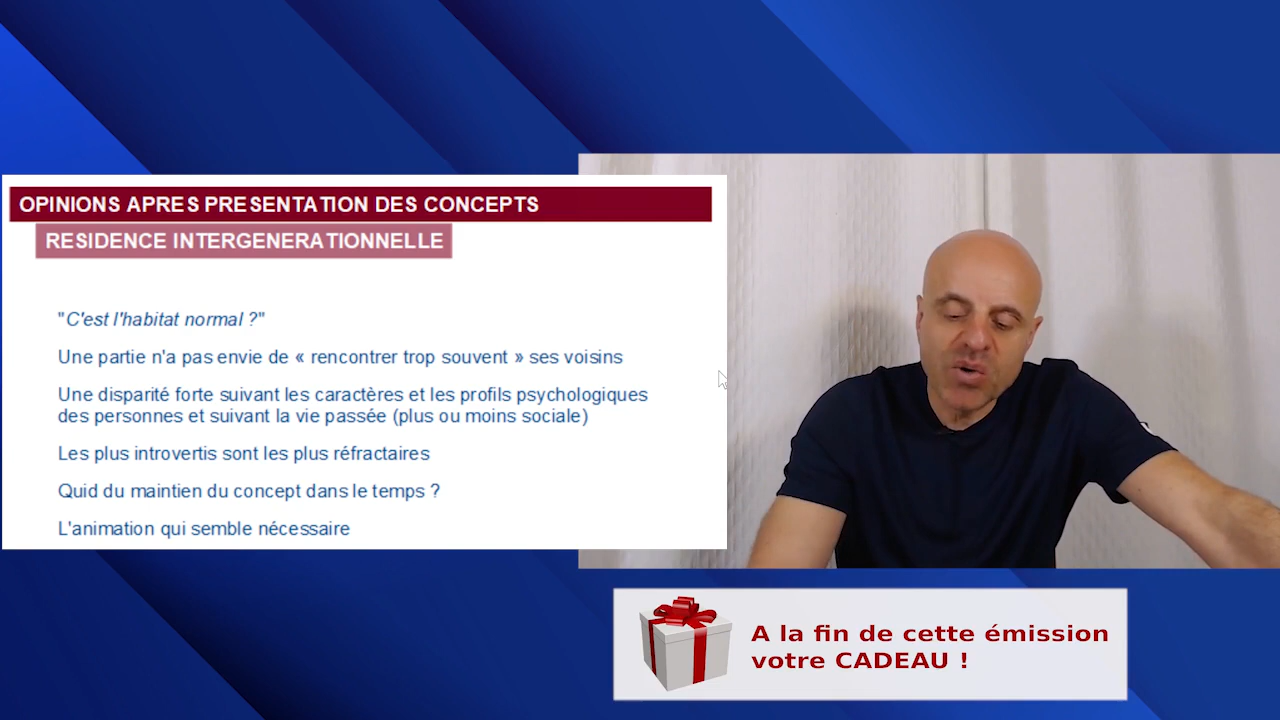 OPINIONS APRES PRESENTATION DES CONCEPTS
RESIDENCE INTERGENERATIONNELLE
"C'est l'habitat normal ?"
Une partie n'a pas envie de « rencontrer trop souvent » ses voisins
Une disparité forte suivant les caractères et les profils psychologiques
des personnes et suivant la vie passée (plus ou moins sociale)
Les plus introvertis sont les plus réfractaires
Quid du maintien du concept dans le temps ?
L'animation qui semble nécessaire
A la fin de cette émission
votre CADEAU !